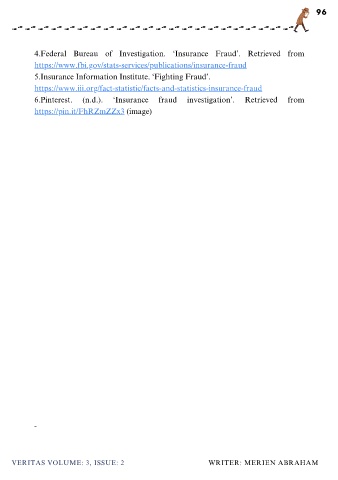 96
4.Federal Bureau of Investigation. ‘Insurance Fraud’. Retrieved from
https://www.fbi.gov/stats-services/publications/insurance-fraud
5.Insurance Information Institute. ‘Fighting Fraud’.
https://www.iii.org/fact-statistic/facts-and-statistics-insurance-fraud
6.Pinterest. (n.d.). ‘Insurance fraud investigation’. Retrieved from
https://pin.it/FhRZmZZx3 (image)
-
VERITAS VOLUME: 3, ISSUE: 2 WRITER: MERIEN ABRAHAM